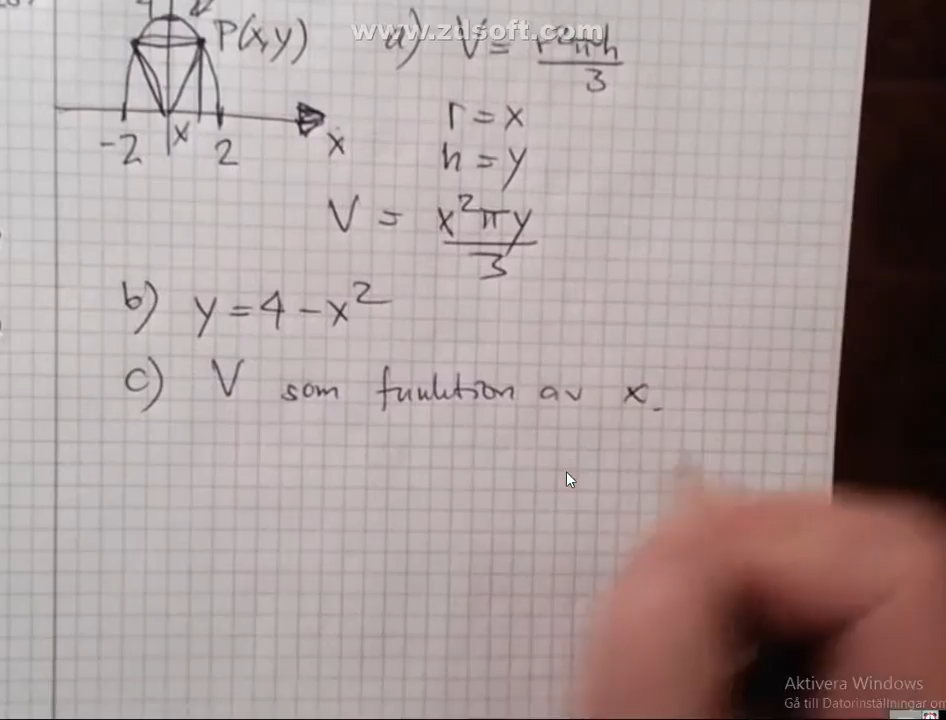 www.zdsoft.com
P(x,y)
a) V = r²πh/3
r = x
-2 x 2 x
h = y
V = x²πy/3
b) y = 4 - x²
c) V som funktion av x.
Aktivera Windows
Gå till Datorinställningar om